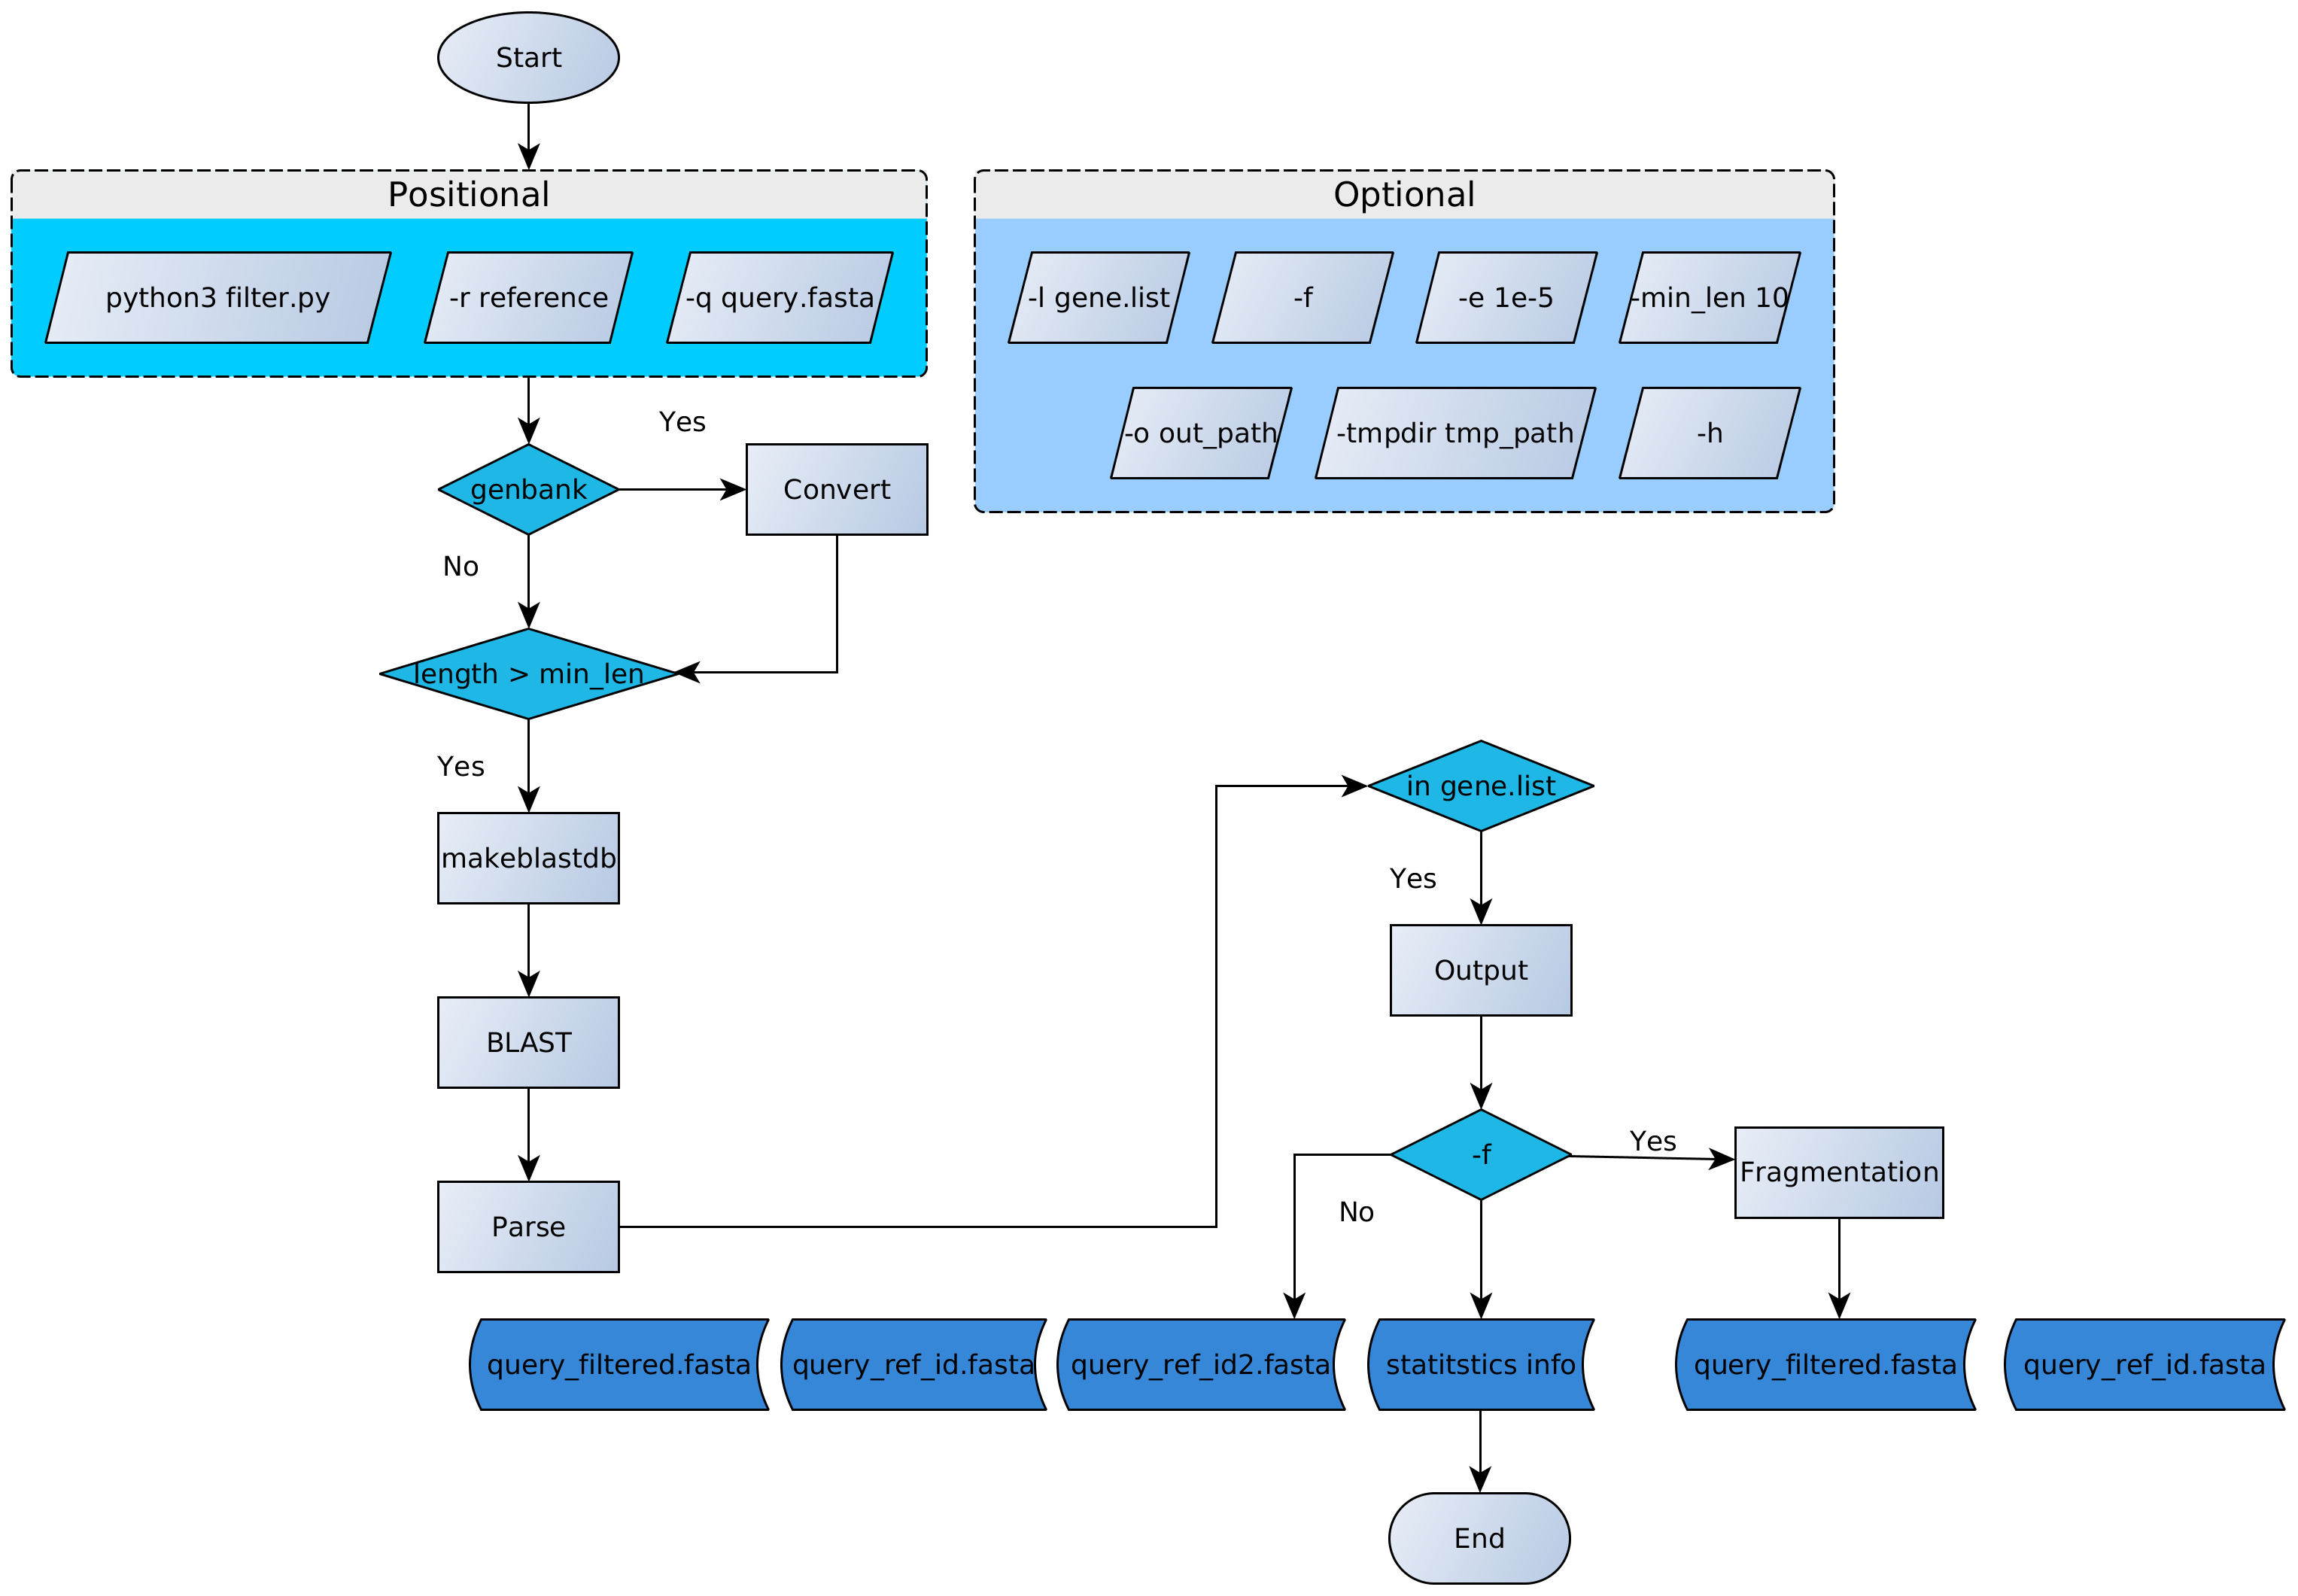 Start
Positional
python3 filter.py
-r reference
-q query.fasta
Optional
-l gene.list
-f
-e 1e-5
-min_len 10
-o out_path
-tmpdir tmp_path
-h
Yes
genbank
Convert
No
length > min_len
Yes
makeblastdb
BLAST
Parse
in gene.list
Yes
Output
-f
Yes
Fragmentation
No
query_filtered.fasta
query_ref_id.fasta
query_ref_id2.fasta
statitstics info
query_filtered.fasta
query_ref_id.fasta
End